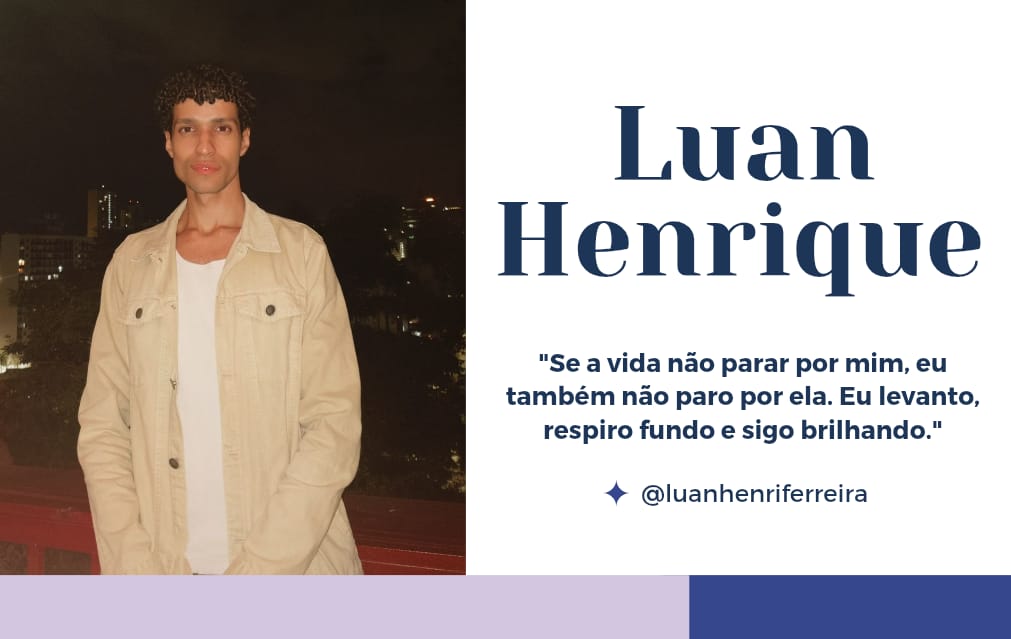 Luan
Henrique
"Se a vida não parar por mim, eu
também não paro por ela. Eu levanto,
respiro fundo e sigo brilhando."
@luanhenriferreira